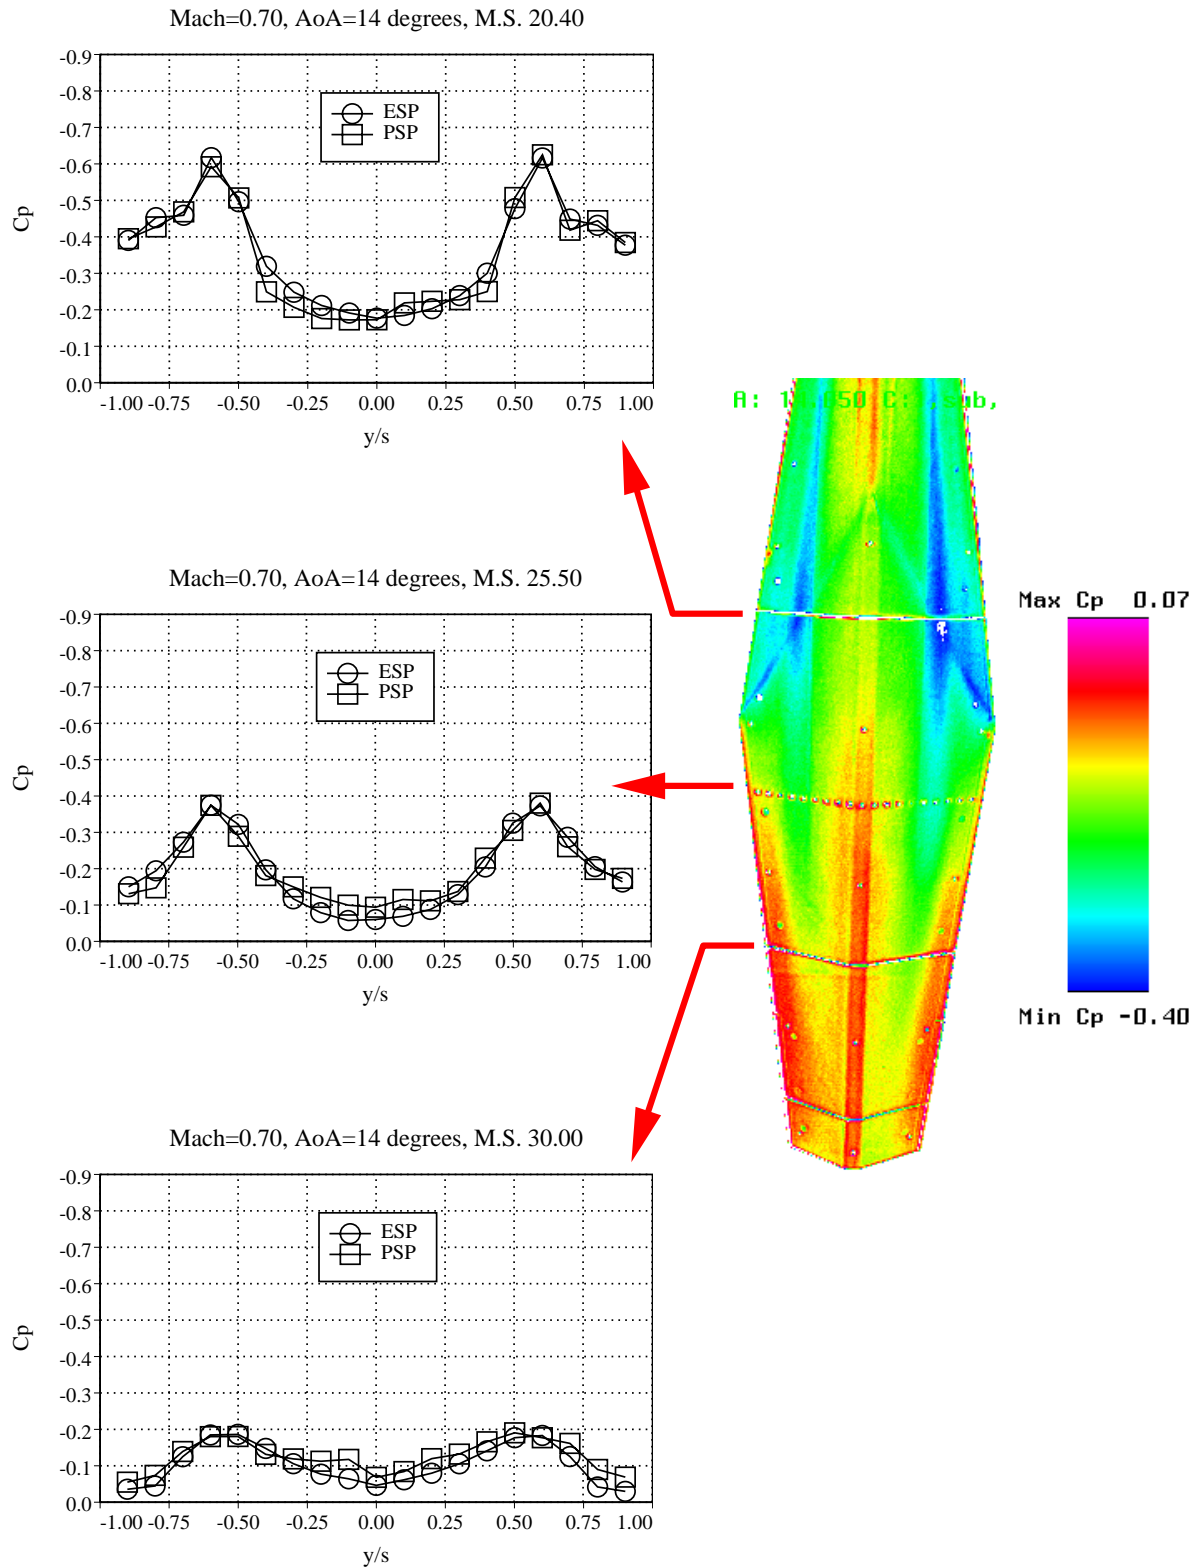 Mach=0.70, AoA=14 degrees, M.S. 20.40
-0.9
-0.8
-0.7
-0.6
-0.5
-0.4
-0.3
-0.2
-0.1
0.0
Cp
ESP
PSP
-1.00 -0.75 -0.50 -0.25 0.00 0.25 0.50 0.75 1.00
y/s
Mach=0.70, AoA=14 degrees, M.S. 25.50
-0.9
-0.8
-0.7
-0.6
-0.5
-0.4
-0.3
-0.2
-0.1
0.0
Cp
ESP
PSP
-1.00 -0.75 -0.50 -0.25 0.00 0.25 0.50 0.75 1.00
y/s
Mach=0.70, AoA=14 degrees, M.S. 30.00
-0.9
-0.8
-0.7
-0.6
-0.5
-0.4
-0.3
-0.2
-0.1
0.0
Cp
ESP
PSP
-1.00 -0.75 -0.50 -0.25 0.00 0.25 0.50 0.75 1.00
y/s
A: C:
Max Cp 0.07
Min Cp -0.40